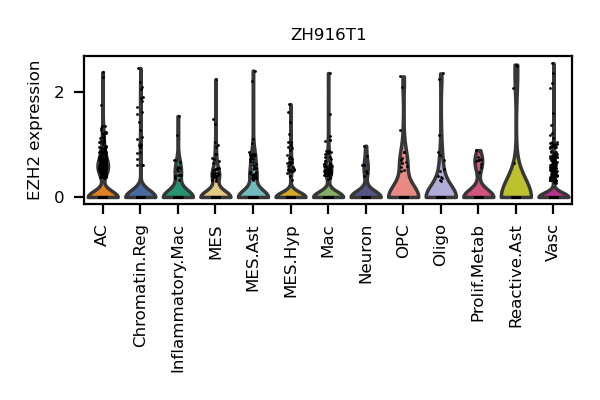 ZH916T1
EZH2 expression
2
0
AC
Chromatin.Reg
Inflammatory.Mac
MES
MES.Ast
MES.Hyp
Mac
Neuron
OPC
Oligo
Prolif.Metab
Reactive.Ast
Vasc